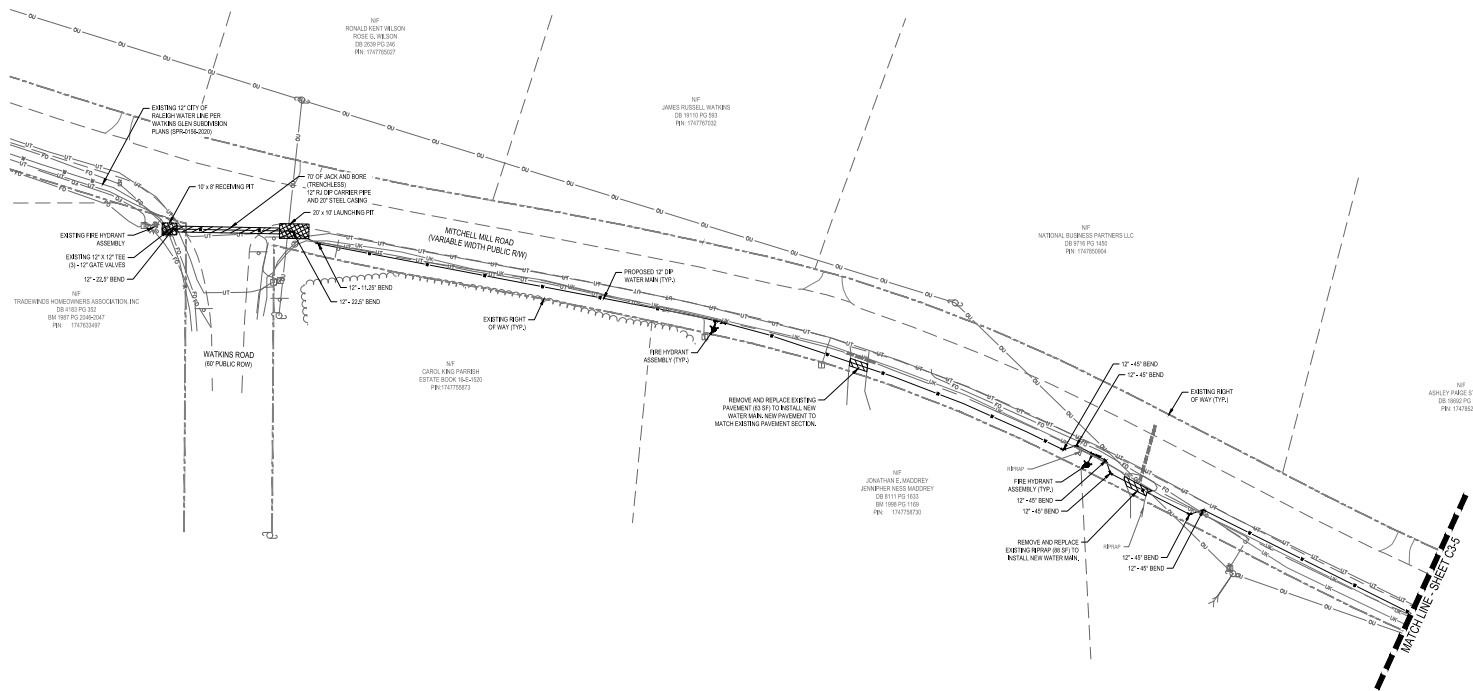 N/F
RONALD KENT WILSON
ROSE G. WILSON
DB 2639 PG 246
PIN: 1747765027
N/F
JAMES RUSSELL WATKINS
DB 19110 PG 593
PIN: 1747767032
N/F
NATIONAL BUSINESS PARTNERS LLC
DB 9716 PG 1450
PIN: 1747850904
N/F
ASHLEY PAIGE S
DB 18692 PG
PIN: 1747852
EXISTING 12" CITY OF
RALEIGH WATER LINE PER
WATKINS GLEN SUBDIVISION
PLANS (SPR-0156-2020)
10' x 8' RECEIVING PIT
70' OF JACK AND BORE
(TRENCHLESS)
12" RJ DIP CARRIER PIPE
AND 20" STEEL CASING
20' x 10' LAUNCHING PIT
EXISTING FIRE HYDRANT
ASSEMBLY
EXISTING 12" X 12" TEE
(3) - 12" GATE VALVES
12" - 22.5° BEND
N/F
TRADEWINDS HOMEOWNERS ASSOCIATION, INC
DB 4183 PG 352
BM 1987 PG 2046-2047
PIN: 1747633497
WATKINS ROAD
(60' PUBLIC ROW)
12" - 11.25° BEND
12" - 22.5° BEND
MITCHELL MILL ROAD
(VARIABLE WIDTH PUBLIC R/W)
PROPOSED 12" DIP
WATER MAIN (TYP.)
EXISTING RIGHT
OF WAY (TYP.)
N/F
CAROL KING PARRISH
ESTATE BOOK 16-E-1520
PIN:1747755873
FIRE HYDRANT
ASSEMBLY (TYP.)
REMOVE AND REPLACE EXISTING
PAVEMENT (83 SF) TO INSTALL NEW
WATER MAIN. NEW PAVEMENT TO
MATCH EXISTING PAVEMENT SECTION.
12" - 45° BEND
12" - 45° BEND
EXISTING RIGHT
OF WAY (TYP.)
N/F
JONATHAN E. MADDREY
JENNIPHER NESS MADDREY
DB 8111 PG 1633
BM 1998 PG 1169
PIN: 1747758730
RIPRAP
FIRE HYDRANT
ASSEMBLY (TYP.)
12" - 45° BEND
12" - 45° BEND
REMOVE AND REPLACE
EXISTING RIPRAP (88 SF) TO
INSTALL NEW WATER MAIN.
RIPRAP
12" - 45° BEND
12" - 45° BEND
MATCH LINE - SHEET C3-5